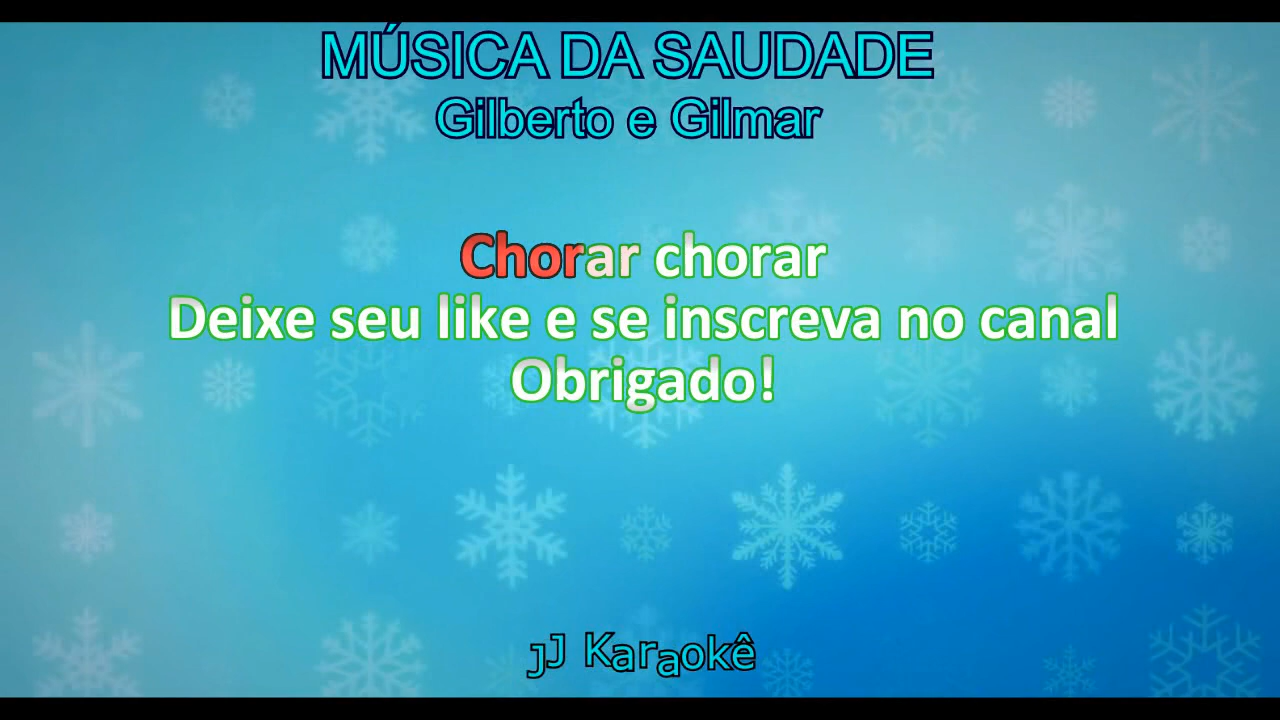 MÚSICA DA SAUDADE
Gilberto e Gilmar
Chorar chorar
Deixe seu like e se inscreva no canal
Obrigado!
JJ Karaokê